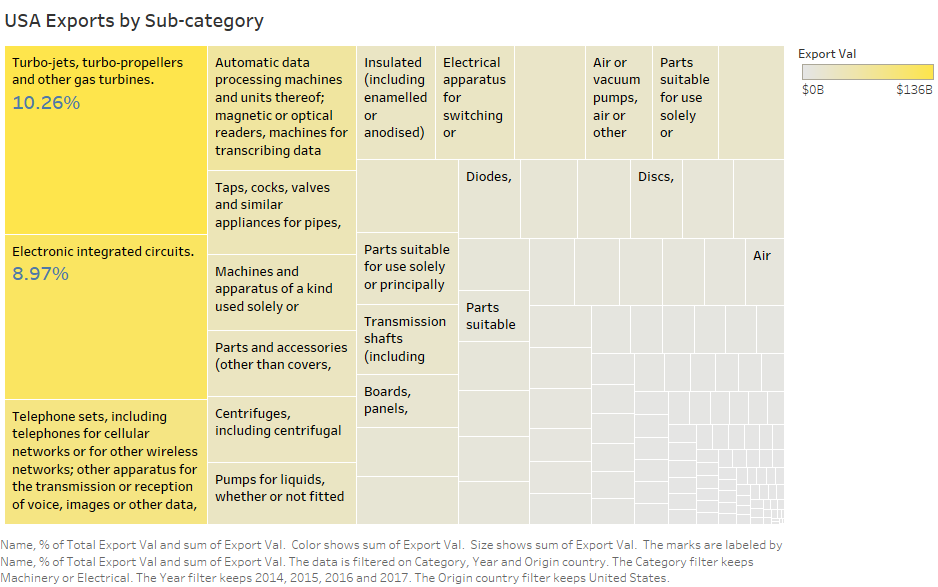 USA Exports by Sub-category
Turbo-jets, turbo-propellers
and other gas turbines.
10.26%
Electronic integrated circuits.
8.97%
Telephone sets, including
telephones for cellular
networks or for other wireless
networks; other apparatus for
the transmission or reception
of voice, images or other data,
Automatic data
processing machines
and units thereof;
magnetic or optical
readers, machines for
transcribing data
Taps, cocks, valves
and similar
appliances for pipes,
Machines and
apparatus of a kind
used solely or
Parts and accessories
(other than covers,
Centrifuges,
including centrifugal
Pumps for liquids,
whether or not fitted
Insulated
(including
enamelled
or
anodised)
Electrical
apparatus
for
switching
or
Air or
vacuum
pumps,
air or
other
Parts
suitable
for use
solely
or
Parts suitable
for use solely
or principally
Transmission
shafts
(including
Boards,
panels,
Diodes,
Discs,
Parts
suitable
Air
Export Val
$0B
$136B
Name, % of Total Export Val and sum of Export Val.  Color shows sum of Export Val.  Size shows sum of Export Val.  The marks are labeled by
Name, % of Total Export Val and sum of Export Val. The data is filtered on Category, Year and Origin country. The Category filter keeps
Machinery or Electrical. The Year filter keeps 2014, 2015, 2016 and 2017. The Origin country filter keeps United States.